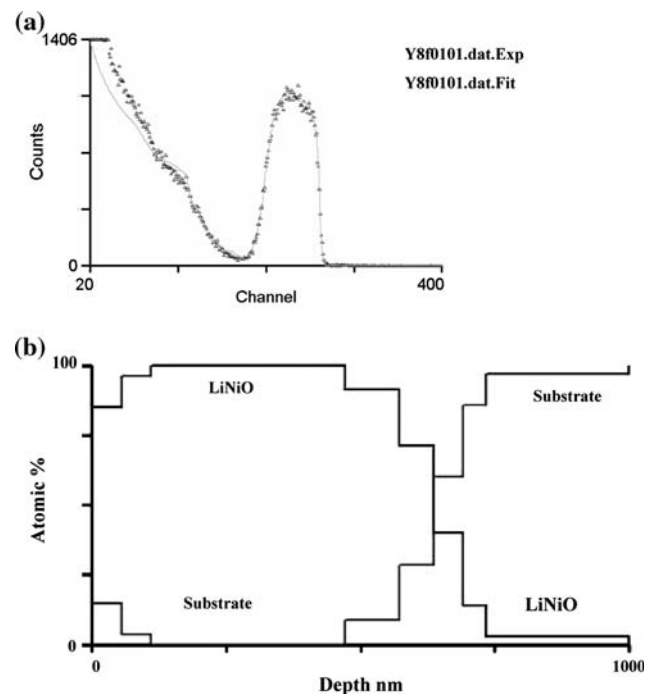 (a)
1406
Y8f0101.dat.Exp
Y8f0101.dat.Fit
Counts
0
20
400
Channel
(b)
100
LiNiO
Substrate
Atomic %
Substrate
LiNiO
0
0
1000
Depth nm